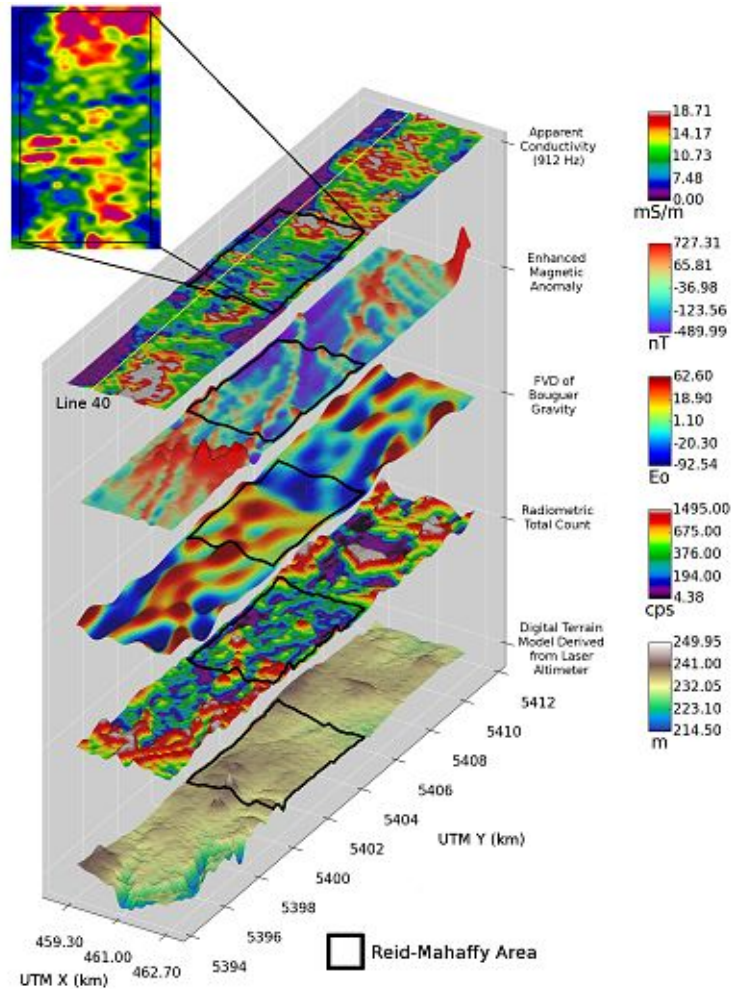 Apparent
Conductivity
(912 Hz)
18.71
14.17
10.73
7.48
0.00
mS/m
Enhanced
Magnetic
Anomaly
727.31
65.81
-36.98
-123.56
-489.99
nT
Line 40
FVD of
Bouguer
Gravity
62.60
18.90
1.10
-20.30
-92.54
Eo
Radiometric
Total Count
1495.00
675.00
376.00
194.00
4.38
cps
Digital Terrain
Model Derived
from Laser
Altimeter
249.95
241.00
232.05
223.10
214.50
m
5412
5410
5408
5406
5404
5402
5400
5398
5396
5394
UTM Y (km)
459.30
461.00
462.70
UTM X (km)
Reid-Mahaffy Area